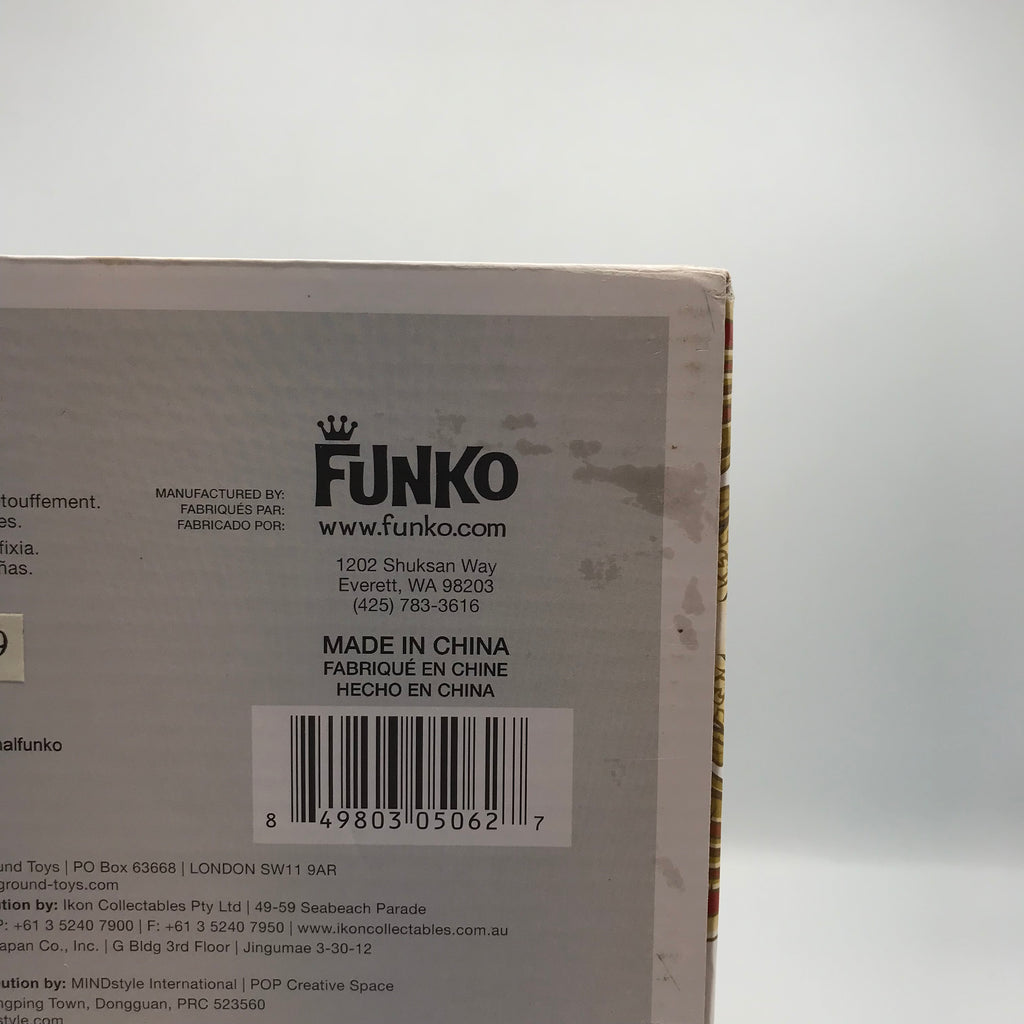 FUNKO
MANUFACTURED BY:
FABRIQUÉS PAR:
FABRICADO POR:
www.funko.com
touffement.
es.
fixia.
ñas.
1202 Shuksan Way
Everett, WA 98203
(425) 783-3616
9
MADE IN CHINA
FABRIQUÉ EN CHINE
HECHO EN CHINA
alfunko
8 49803 05062 7
und Toys | PO Box 63668 | LONDON SW11 9AR
ground-toys.com
ution by: Ikon Collectables Pty Ltd | 49-59 Seabeach Parade
P: +61 3 5240 7900 | F: +61 3 5240 7950 | www.ikoncollectables.com.au
apan Co., Inc. | G Bldg 3rd Floor | Jingumae 3-30-12
ution by: MINDstyle International | POP Creative Space
ngping Town, Dongguan, PRC 523560
style.com